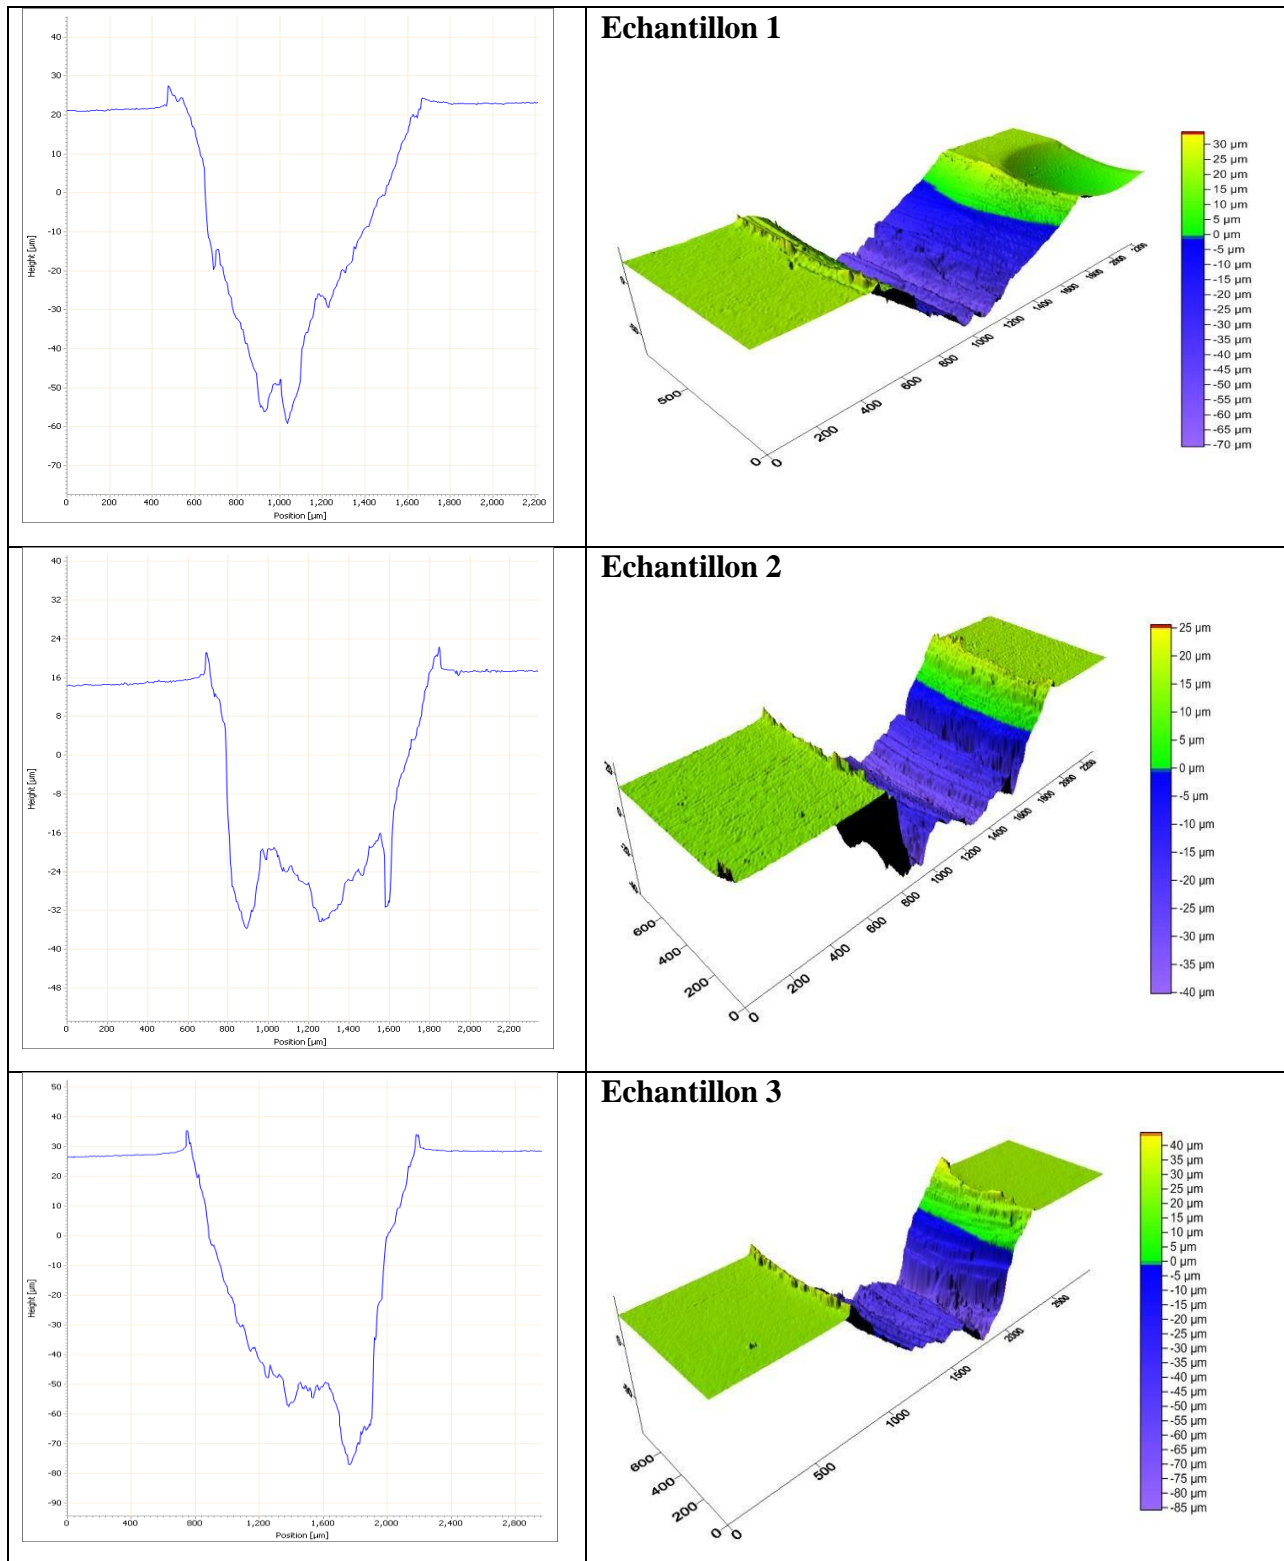 Echantillon 1
40
30
20
10
0
-10
-20
-30
-40
-50
-60
-70
Height [µm]
0 200 400 600 800 1,000 1,200 1,400 1,600 1,800 2,000 2,200
Position [µm]
30 µm
25 µm
20 µm
15 µm
10 µm
5 µm
0 µm
-5 µm
-10 µm
-15 µm
-20 µm
-25 µm
-30 µm
-35 µm
-40 µm
-45 µm
-50 µm
-55 µm
-60 µm
-65 µm
-70 µm
500
0
0 200 400 600 800 1000 1200 1400 1600 1800 2000 2200
Echantillon 2
40
32
24
16
8
0
-8
-16
-24
-32
-40
-48
Height [µm]
0 200 400 600 800 1,000 1,200 1,400 1,600 1,800 2,000 2,200
Position [µm]
25 µm
20 µm
15 µm
10 µm
5 µm
0 µm
-5 µm
-10 µm
-15 µm
-20 µm
-25 µm
-30 µm
-35 µm
-40 µm
600
400
200
0
0 200 400 600 800 1000 1200 1400 1600 1800 2000 2200
Echantillon 3
50
40
30
20
10
0
-10
-20
-30
-40
-50
-60
-70
-80
-90
Height [µm]
0 400 800 1,200 1,600 2,000 2,400 2,800
Position [µm]
40 µm
35 µm
30 µm
25 µm
20 µm
15 µm
10 µm
5 µm
0 µm
-5 µm
-10 µm
-15 µm
-20 µm
-25 µm
-30 µm
-35 µm
-40 µm
-45 µm
-50 µm
-55 µm
-60 µm
-65 µm
-70 µm
-75 µm
-80 µm
-85 µm
600
400
200
0
0 500 1000 1500 2000 2500